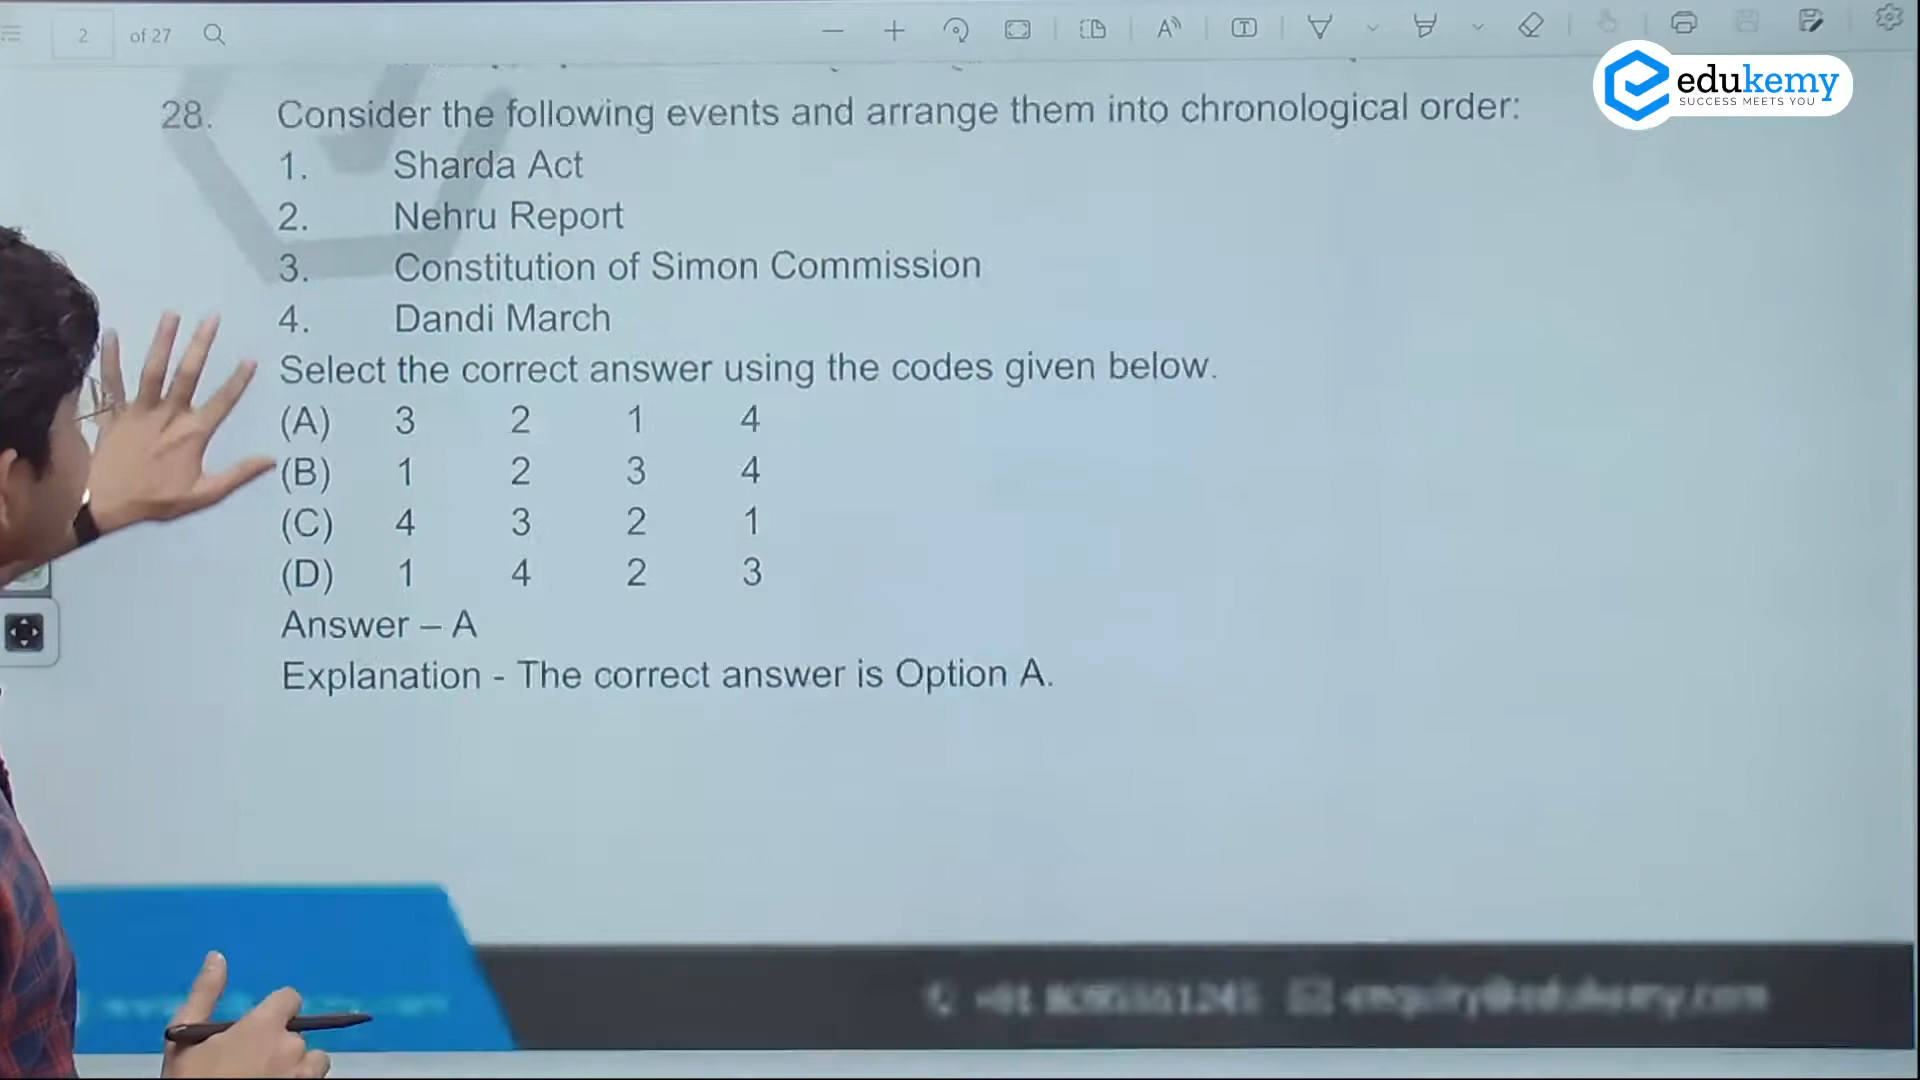 2 of 27
edukemy
SUCCESS MEETS YOU
28. Consider the following events and arrange them into chronological order:
1. Sharda Act
2. Nehru Report
3. Constitution of Simon Commission
4. Dandi March
Select the correct answer using the codes given below.
(A) 3 2 1 4
(B) 1 2 3 4
(C) 4 3 2 1
(D) 1 4 2 3
Answer – A
Explanation - The correct answer is Option A.
enquiry@edukemy.com